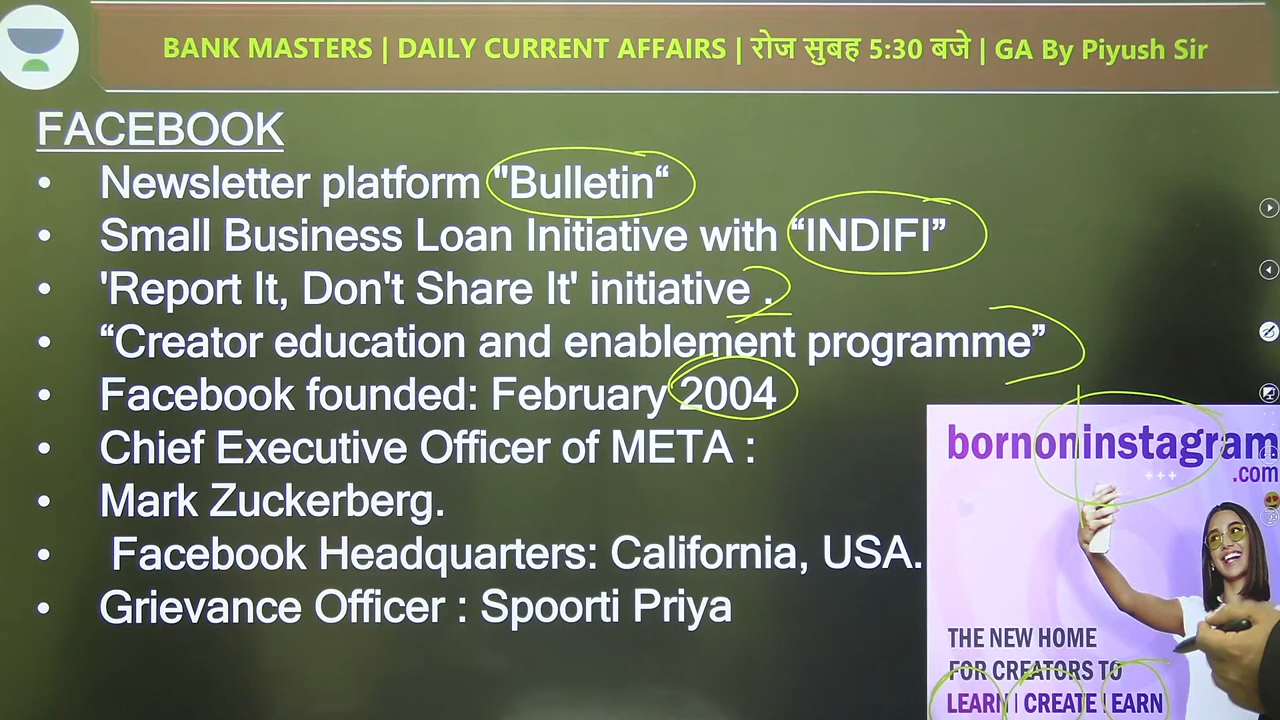 BANK MASTERS | DAILY CURRENT AFFAIRS | रोज सुबह 5:30 बजे | GA By Piyush Sir
FACEBOOK
• Newsletter platform "Bulletin“
• Small Business Loan Initiative with “INDIFI”
• 'Report It, Don't Share It' initiative .
• “Creator education and enablement programme”
• Facebook founded: February 2004
• Chief Executive Officer of META :
• Mark Zuckerberg.
• Facebook Headquarters: California, USA.
• Grievance Officer : Spoorti Priya
bornoninstagram
.com
THE NEW HOME
FOR CREATORS TO
LEARN | CREATE | EARN